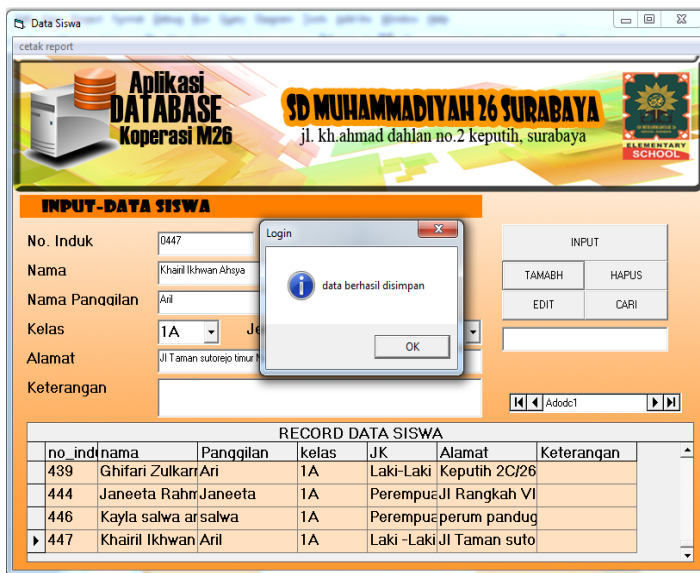 Data Siswa
cetak report
Aplikasi
DATABASE
Koperasi M26
SD MUHAMMADIYAH 26 SURABAYA
jl. kh.ahmad dahlan no.2 keputih, surabaya
ELEMENTARY
SCHOOL
INPUT-DATA SISWA
No. Induk 0447
Nama Khairil Ikhwan Ahsya
Nama Panggilan Aril
Kelas 1A Je
Alamat Jl Taman sutorejo timur
Keterangan
Login
data berhasil disimpan
OK
INPUT
TAMABH HAPUS
EDIT CARI
Adodc1
RECORD DATA SISWA
no_indu nama Panggilan kelas JK Alamat Keterangan
439 Ghifari Zulkarn Ari 1A Laki-Laki Keputih 2C/26
444 Janeeta Rahm Janeeta 1A Perempua Jl Rangkah VI
446 Kayla salwa ar salwa 1A Perempua perum pandug
447 Khairil Ikhwan Aril 1A Laki -Laki Jl Taman suto